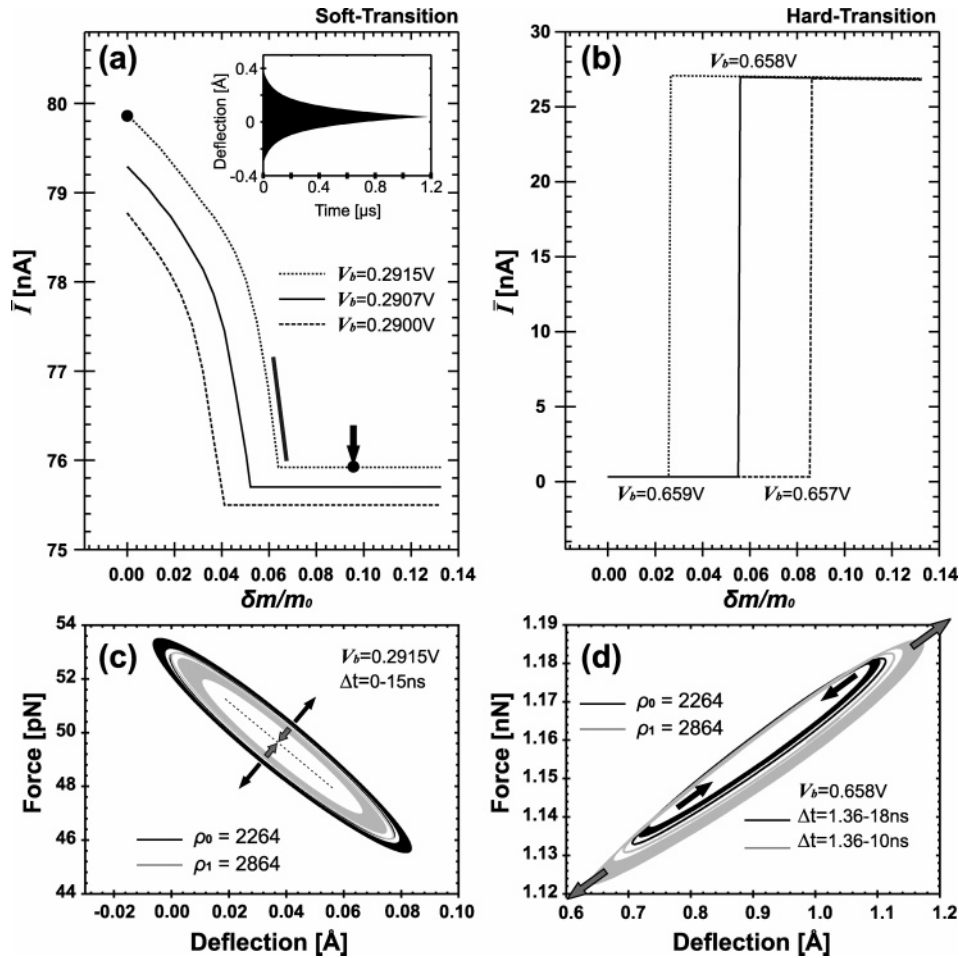 Soft-Transition
(a)
Ī [nA]
80
79
78
77
76
75
0.00 0.02 0.04 0.06 0.08 0.10 0.12 0.14
δm/m₀
Deflection [Å]
0.4
0
-0.4
0 0.4 0.8 1.2
Time [µs]
V_b=0.2915V
V_b=0.2907V
V_b=0.2900V
Hard-Transition
(b)
Ī [nA]
30
25
20
15
10
5
0
0.00 0.02 0.04 0.06 0.08 0.10 0.12 0.14
δm/m₀
V_b=0.658V
V_b=0.659V
V_b=0.657V
(c)
Force [pN]
54
52
50
48
46
44
-0.02 0.00 0.02 0.04 0.06 0.08 0.10
Deflection [Å]
V_b=0.2915V
Δt=0-15ns
ρ₀ = 2264
ρ₁ = 2864
(d)
Force [nN]
1.19
1.18
1.17
1.16
1.15
1.14
1.13
1.12
0.6 0.7 0.8 0.9 1.0 1.1 1.2
Deflection [Å]
ρ₀ = 2264
ρ₁ = 2864
V_b=0.658V
Δt=1.36-18ns
Δt=1.36-10ns